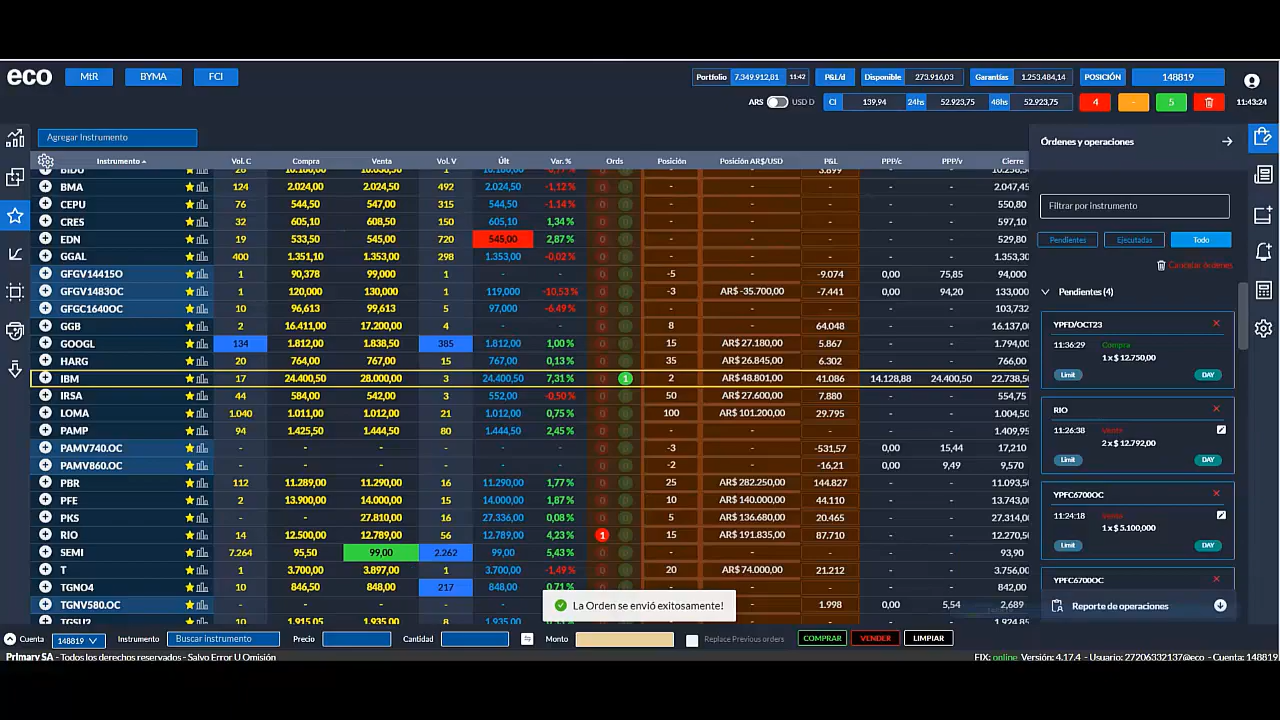 eco MtR BYMA FCI Portfolio 7.349.912,81 11:42 P&L/d Disponible 273.916,03 Garantías 1.253.484,14 POSICIÓN 148819
ARS USD D CI 139,94 24hs 52.923,75 48hs 52.923,75 4 - 5 11:43:24
Agregar Instrumento
Instrumento Vol. C Compra Venta Vol. V Últ Var. % Ords Posición Posición AR$/USD P&L PPP/c PPP/v Cierre
BMA 124 2.024,00 2.024,50 492 2.024,50 -1,12 % 0 0 - - - - - 2.047,45
CEPU 76 544,50 547,00 315 544,50 -1,14 % 0 0 - - - - - 550,80
CRES 32 605,10 608,50 150 605,10 1,34 % 0 0 - - - - - 597,10
EDN 19 533,50 545,00 720 545,00 2,87 % 0 0 - - - - - 529,80
GGAL 400 1.351,10 1.353,00 298 1.353,00 -0,02 % 0 0 - - - - - 1.353,30
GFGV14415O 1 90,378 99,000 1 - - 0 0 -5 -9.074 0,00 75,85 94,000
GFGV1483OC 1 120,000 130,000 1 119,000 -10,53 % 0 0 -3 AR$ -35.700,00 -7.441 0,00 94,20 133,000
GFGC1640OC 10 96,613 97,000 5 97,000 -6,49 % 0 0 - - - - - 103,732
GGB 2 16.411,00 17.200,00 4 - - 0 0 8 64.048 - - 16.137,00
GOOGL 134 1.812,00 1.838,50 385 1.812,00 1,00 % 0 0 15 AR$ 27.180,00 5.867 - - 1.794,00
HARG 20 764,00 767,00 15 767,00 0,13 % 0 0 35 AR$ 26.845,00 6.302 - - 766,00
IBM 17 24.400,50 28.000,00 3 24.400,50 7,31 % 0 1 2 AR$ 48.801,00 41.086 14.128,88 24.400,50 22.738,50
IRSA 44 584,00 542,00 3 552,00 -0,50 % 0 0 50 AR$ 27.600,00 7.880 - - 554,75
LOMA 1.040 1.011,00 1.012,00 21 1.012,00 0,75 % 0 0 100 AR$ 101.200,00 29.795 - - 1.004,50
PAMP 94 1.425,50 1.444,50 80 1.444,50 2,45 % 0 0 - - - - - 1.409,95
PAMV740.OC - - - - - - 0 0 -3 -531,57 0,00 15,44 17,210
PAMV860.OC - - - - - - 0 0 -2 -16,21 0,00 9,49 9,570
PBR 112 11.289,00 11.290,00 16 11.290,00 1,77 % 0 0 25 AR$ 282.250,00 144.827 - - 11.093,50
PFE 2 13.900,00 14.000,00 15 14.000,00 1,87 % 0 0 10 AR$ 140.000,00 44.110 - - 13.743,00
PKS - - 27.810,00 16 27.336,00 0,08 % 0 0 5 AR$ 136.680,00 20.465 - - 27.314,00
RIO 14 12.500,00 12.789,00 56 12.789,00 4,23 % 1 0 15 AR$ 191.835,00 87.710 - - 12.270,50
SEMI 7.264 95,50 99,00 2.262 99,00 5,43 % 0 0 - - - - - 93,90
T 1 3.700,00 3.897,00 1 3.700,00 -1,49 % 0 0 20 AR$ 74.000,00 21.212 - - 3.756,00
TGNO4 10 846,50 848,00 217 848,00 0,71 % 0 0 - - - - - 842,00
TGNV580.OC - - - - - 1.998 0,00 5,54 2,689
La Orden se envió exitosamente!
Órdenes y operaciones
Filtrar por instrumento
Pendientes Ejecutadas Todo
Cancelar órdenes
Pendientes (4)
YPFD/OCT23
11:36:29 Compra
1 x $ 12.750,00
Limit DAY
RIO
11:26:38 Venta
2 x $ 12.792,00
Limit DAY
YPFC6700OC
11:24:18 Venta
1 x $ 5.100,000
Limit DAY
YPFC6700OC
Reporte de operaciones
Cuenta 148819 Instrumento Buscar instrumento Precio Cantidad Monto Replace Previous orders COMPRAR VENDER LIMPIAR
Primary SA - Todos los derechos reservados - Salvo Error U Omisión FIX: online Versión: 4.17.4 - Usuario: 27206332137@eco - Cuenta: 148819